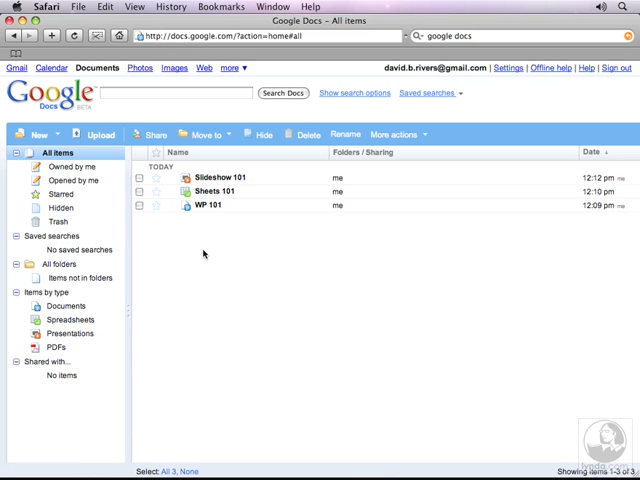 Safari File Edit View History Bookmarks Window Help
Google Docs - All items
http://docs.google.com/?action=home#all
google docs
Gmail Calendar Documents Photos Images Web more ▼
david.b.rivers@gmail.com | Settings | Offline help | Help | Sign out
Google Docs BETA
Search Docs Show search options Saved searches
New Upload Share Move to Hide Delete Rename More actions
All items
Owned by me
Opened by me
Starred
Hidden
Trash
Saved searches
No saved searches
All folders
Items not in folders
Items by type
Documents
Spreadsheets
Presentations
PDFs
Shared with...
No items
Name Folders / Sharing Date
TODAY
Slideshow 101 me 12:12 pm me
Sheets 101 me 12:10 pm
WP 101 me 12:09 pm me
lynda.com
Select: All 3, None
Showing items 1-3 of 3